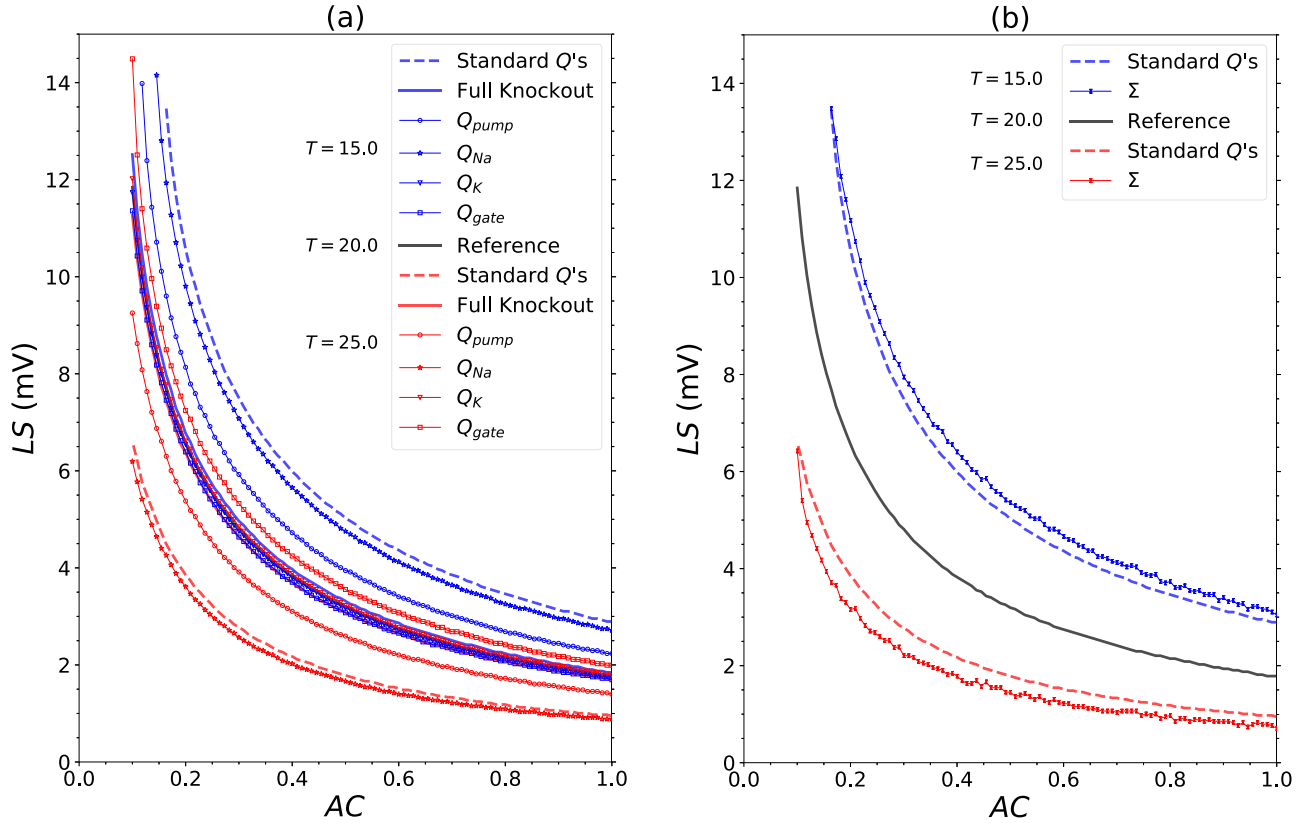 (a)
LS (mV)
14
12
10
8
6
4
2
0
0.0 0.2 0.4 0.6 0.8 1.0
AC
T = 15.0
T = 20.0
T = 25.0
Standard Q's
Full Knockout
Q_pump
Q_Na
Q_K
Q_gate
Reference
Standard Q's
Full Knockout
Q_pump
Q_Na
Q_K
Q_gate
(b)
LS (mV)
14
12
10
8
6
4
2
0
0.0 0.2 0.4 0.6 0.8 1.0
AC
T = 15.0
T = 20.0
T = 25.0
Standard Q's
Σ
Reference
Standard Q's
Σ